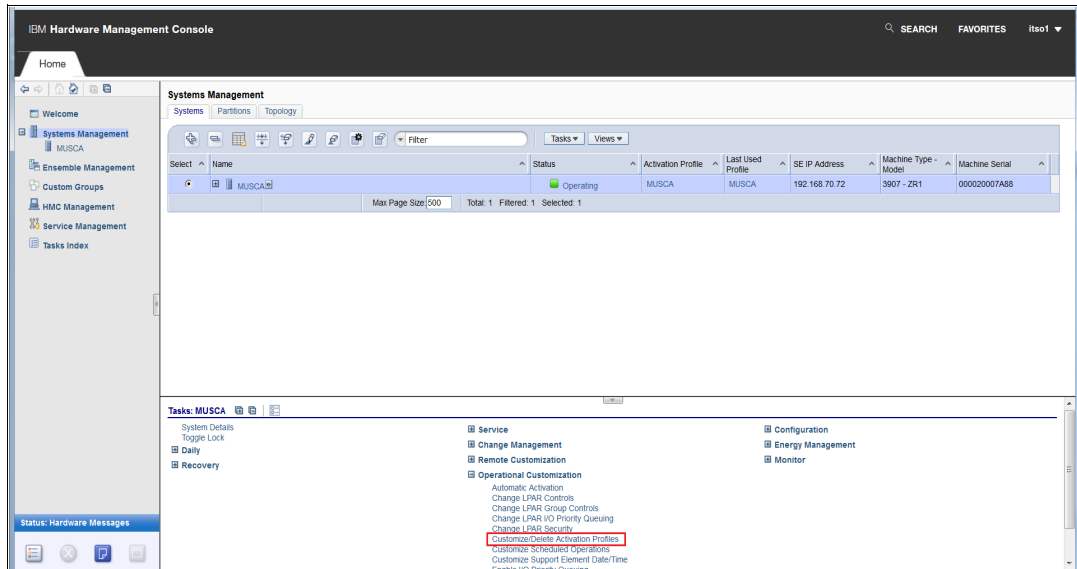 IBM Hardware Management Console
SEARCH FAVORITES itso1
Home
Welcome
Systems Management
MUSCA
Ensemble Management
Custom Groups
HMC Management
Service Management
Tasks Index
Status: Hardware Messages
Systems Management
Systems Partitions Topology
Filter Tasks Views
Select Name Status Activation Profile Last Used Profile SE IP Address Machine Type - Model Machine Serial
MUSCA Operating MUSCA MUSCA 192.168.70.72 3907 - ZR1 000020007A88
Max Page Size: 500 Total: 1 Filtered: 1 Selected: 1
Tasks: MUSCA
System Details
Toggle Lock
Daily
Recovery
Service
Change Management
Remote Customization
Operational Customization
Automatic Activation
Change LPAR Controls
Change LPAR Group Controls
Change LPAR I/O Priority Queuing
Change LPAR Security
Customize/Delete Activation Profiles
Customize Scheduled Operations
Customize Support Element Date/Time
Enable I/O Priority Queuing
Configuration
Energy Management
Monitor